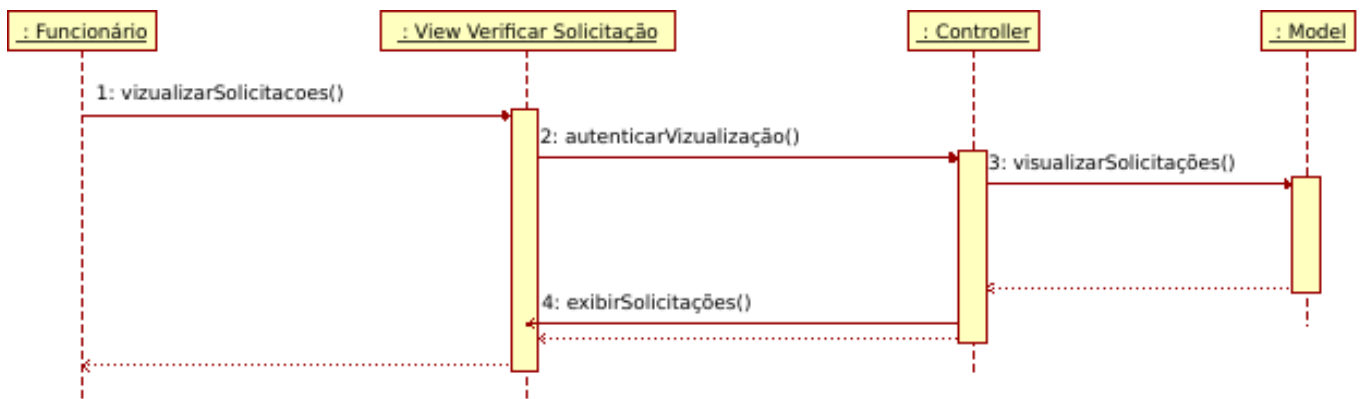 : Funcionário
: View Verificar Solicitação
: Controller
: Model
1: vizualizarSolicitacoes()
2: autenticarVizualização()
3: visualizarSolicitações()
4: exibirSolicitações()